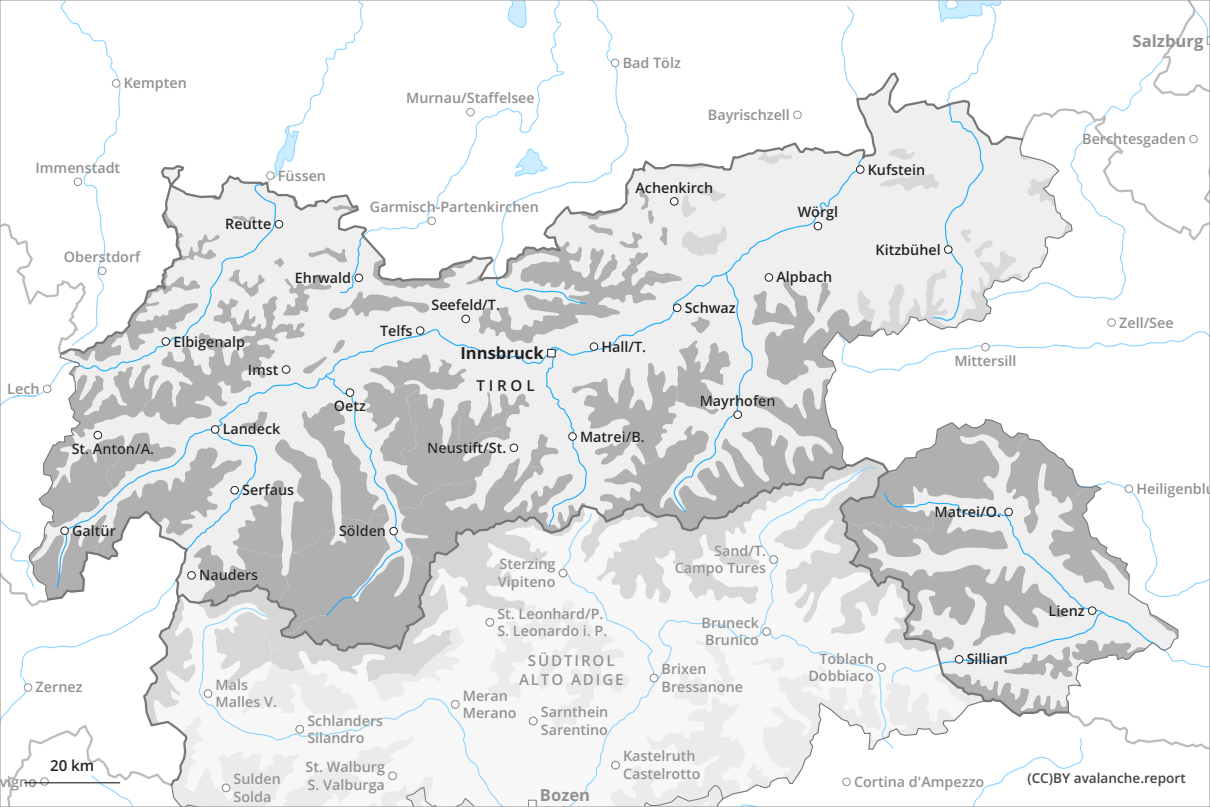 Salzburg
Bad Tölz
Kempten
Murnau/Staffelsee
Bayrischzell
Berchtesgaden
Immenstadt
Füssen
Kufstein
Achenkirch
Garmisch-Partenkirchen
Wörgl
Reutte
Kitzbühel
Oberstdorf
Ehrwald
Alpbach
Seefeld/T.
Schwaz
Zell/See
Telfs
Elbigenalp
Innsbruck
Hall/T.
Mittersill
Imst
TIROL
Lech
Oetz
Mayrhofen
Landeck
Matrei/B.
St. Anton/A.
Neustift/St.
Serfaus
Heiligenblu
Matrei/O.
Galtür
Sölden
Sand/T.
Campo Tures
Sterzing
Vipiteno
Nauders
Lienz
St. Leonhard/P.
S. Leonardo i. P.
Bruneck
Brunico
SÜDTIROL
ALTO ADIGE
Toblach
Dobbiaco
Sillian
Brixen
Bressanone
Zernez
Mals
Malles V.
Meran
Merano
Sarnthein
Sarentino
Schlanders
Silandro
Kastelruth
Castelrotto
20 km
St. Walburg
S. Valburga
vigno
Sulden
Solda
Cortina d'Ampezzo
(CC)BY avalanche.report
Bozen